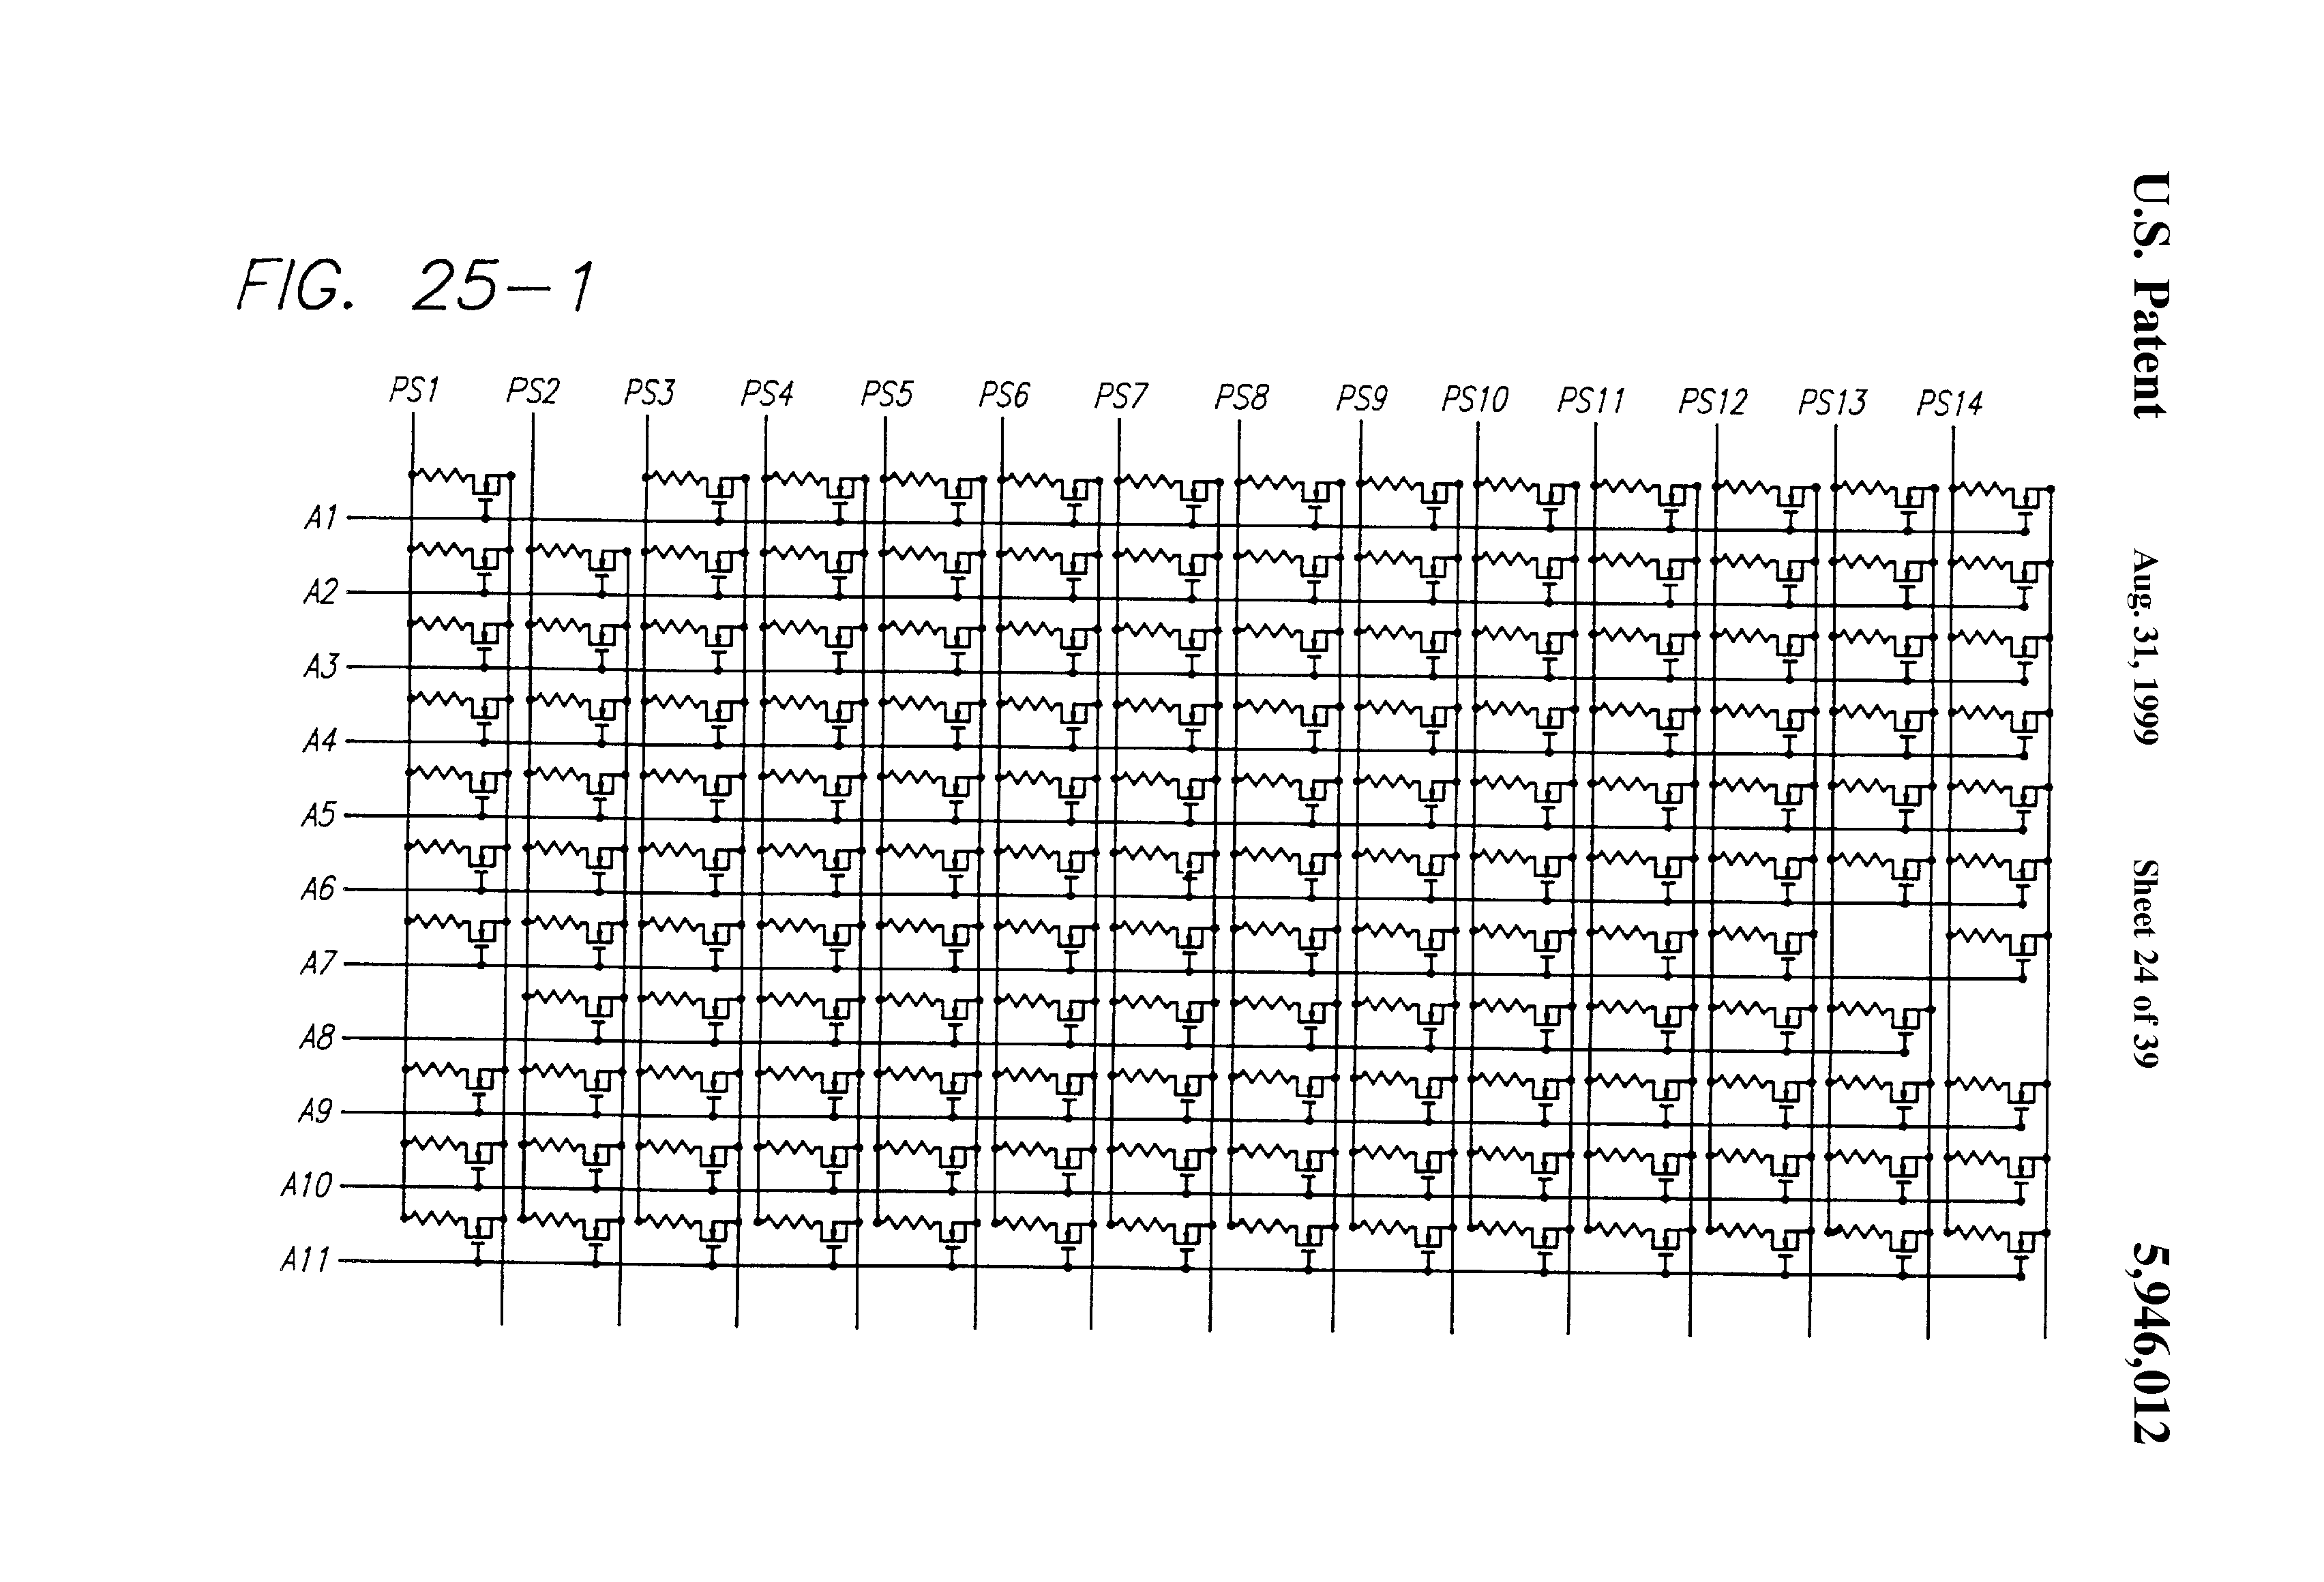 U.S. Patent Aug. 31, 1999 Sheet 24 of 39 5,946,012
FIG. 25-1
PS1 PS2 PS3 PS4 PS5 PS6 PS7 PS8 PS9 PS10 PS11 PS12 PS13 PS14
A1
A2
A3
A4
A5
A6
A7
A8
A9
A10
A11